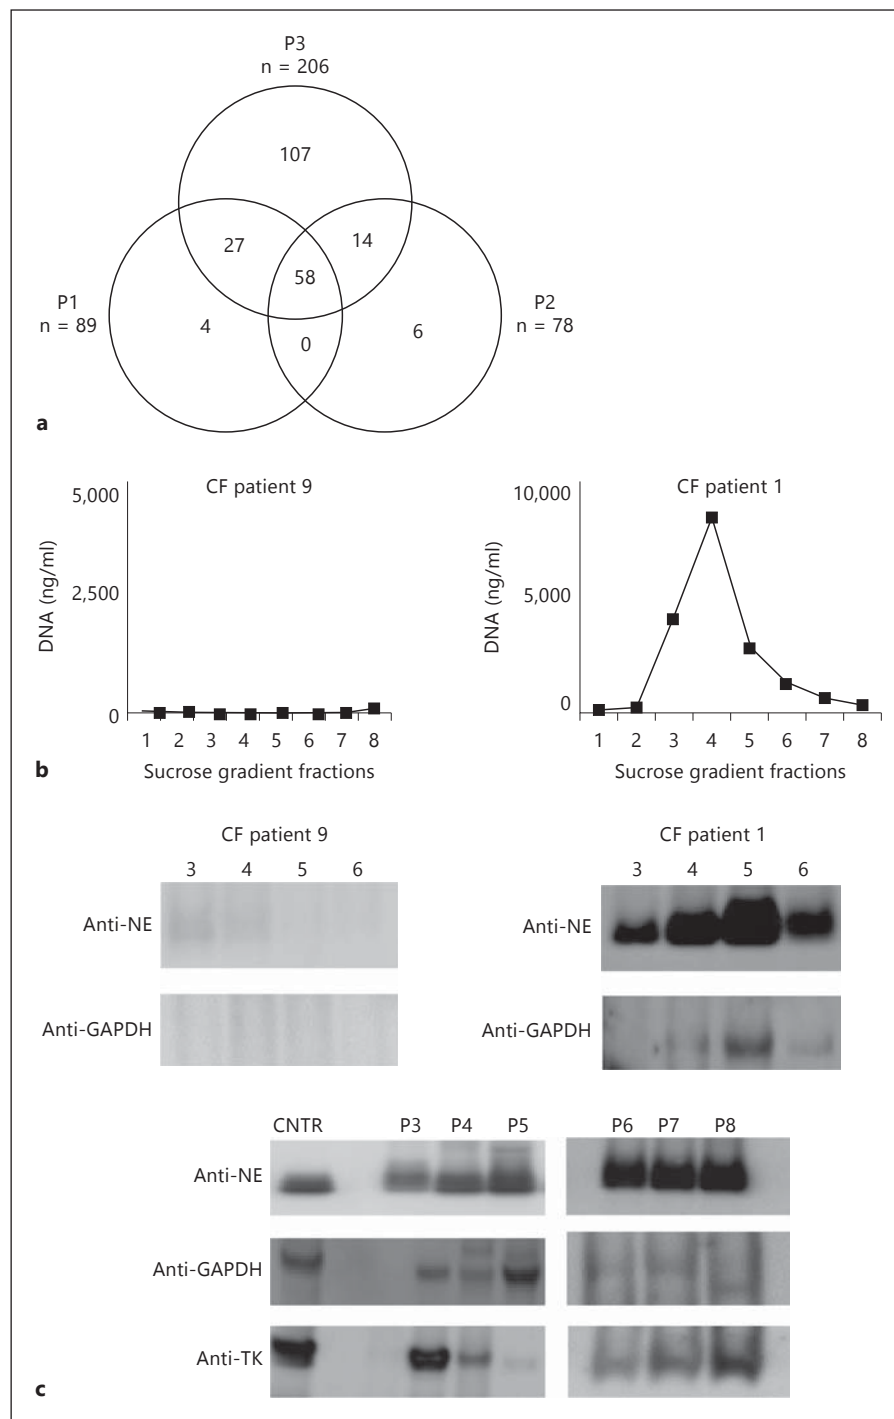 P3
n = 206
107
27
14
58
P1
n = 89
P2
n = 78
4
0
6
a
CF patient 9
5,000
2,500
0
DNA (ng/ml)
1 2 3 4 5 6 7 8
Sucrose gradient fractions
CF patient 1
10,000
5,000
0
DNA (ng/ml)
1 2 3 4 5 6 7 8
Sucrose gradient fractions
b
CF patient 9
3 4 5 6
Anti-NE
Anti-GAPDH
CF patient 1
3 4 5 6
Anti-NE
Anti-GAPDH
CNTR P3 P4 P5 P6 P7 P8
Anti-NE
Anti-GAPDH
Anti-TK
c